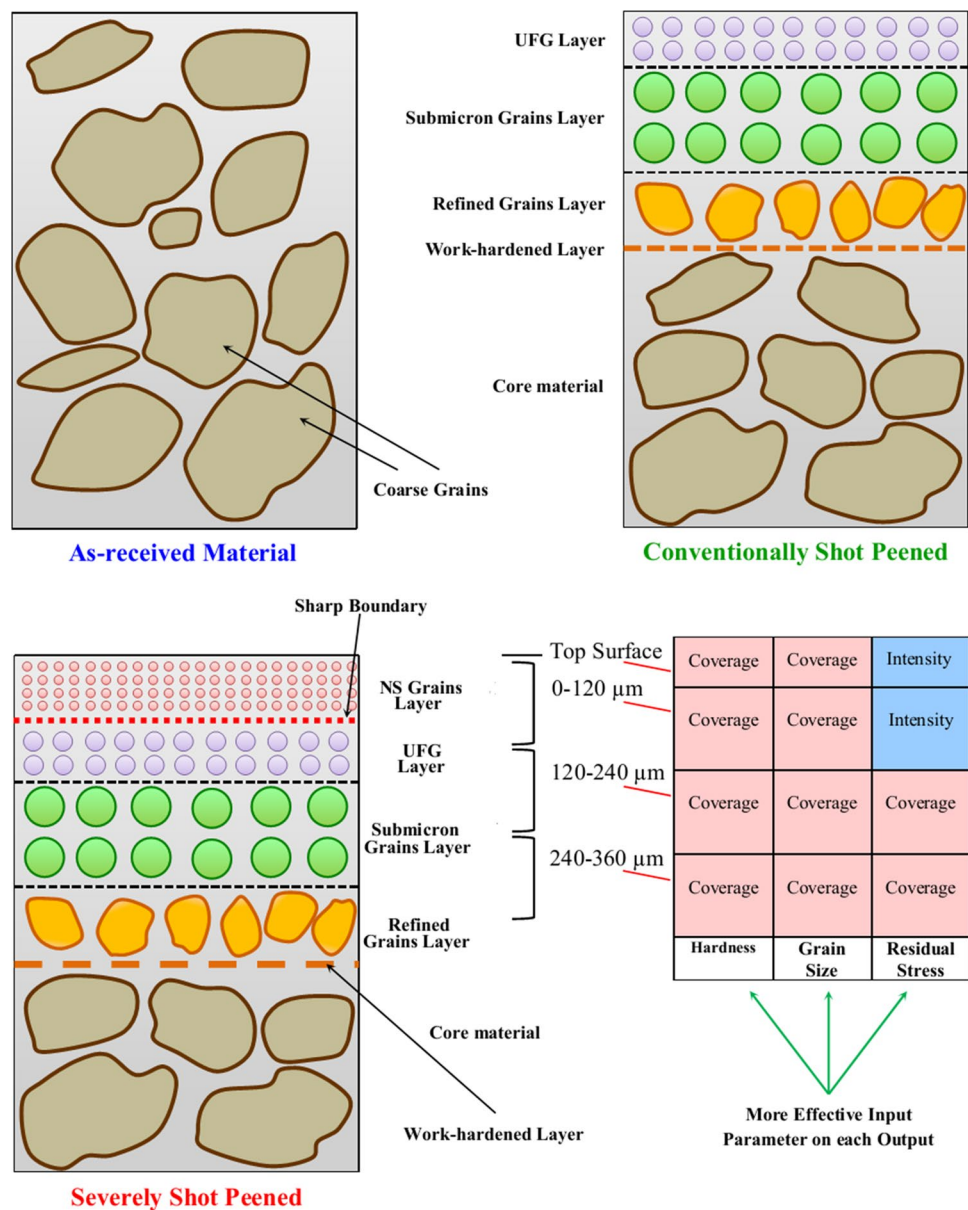 UFG Layer
Submicron Grains Layer
Refined Grains Layer
Work-hardened Layer
Core material
Coarse Grains
As-received Material
Conventionally Shot Peened
Sharp Boundary
NS Grains
Layer
UFG
Layer
Submicron
Grains Layer
Refined
Grains Layer
Core material
Work-hardened Layer
Severely Shot Peened
Top Surface
0-120 µm
120-240 µm
240-360 µm
Coverage
Coverage
Intensity
Coverage
Coverage
Intensity
Coverage
Coverage
Coverage
Coverage
Coverage
Coverage
Hardness
Grain
Size
Residual
Stress
More Effective Input
Parameter on each Output